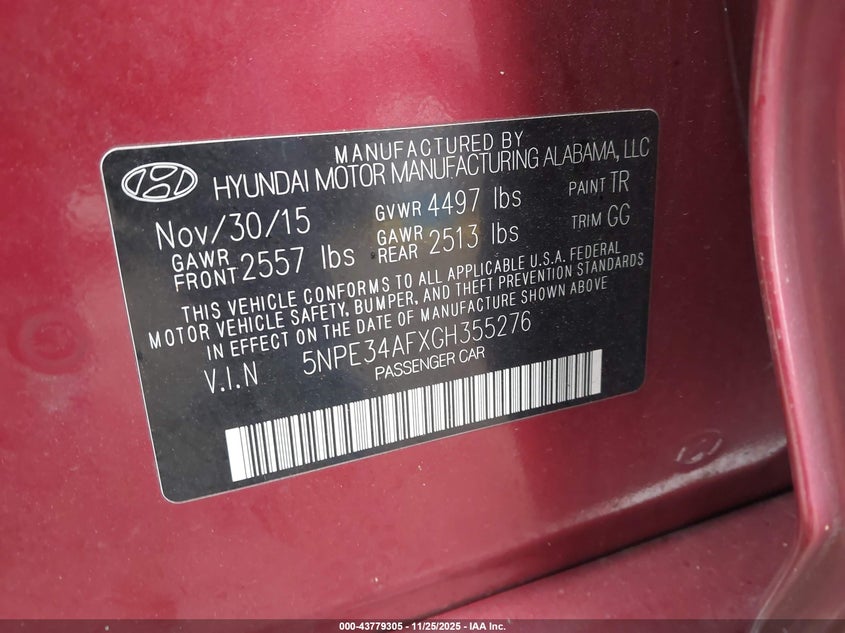 MANUFACTURED BY
HYUNDAI MOTOR MANUFACTURING ALABAMA, LLC
Nov/30/15 GVWR 4497 lbs PAINT TR
GAWR FRONT 2557 lbs GAWR REAR 2513 lbs TRIM GG
THIS VEHICLE CONFORMS TO ALL APPLICABLE U.S.A. FEDERAL
MOTOR VEHICLE SAFETY, BUMPER, AND THEFT PREVENTION STANDARDS
IN EFFECT ON THE DATE OF MANUFACTURE SHOWN ABOVE
V.I.N 5NPE34AFXGH355276
PASSENGER CAR
000-43779305 - 11/25/2025 - IAA Inc.